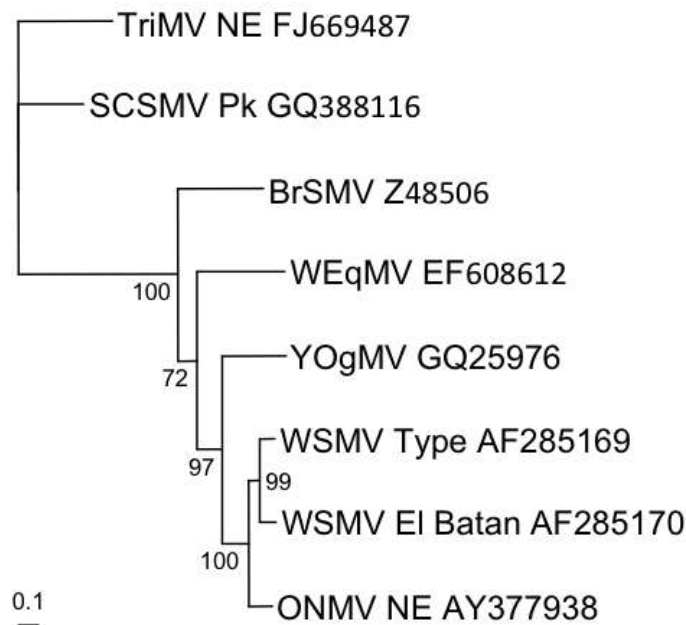 TriMV NE FJ669487
SCSMV Pk GQ388116
BrSMV Z48506
WEqMV EF608612
100
YOgMV GQ25976
72
WSMV Type AF285169
97
99
WSMV El Batan AF285170
100
0.1
ONMV NE AY377938